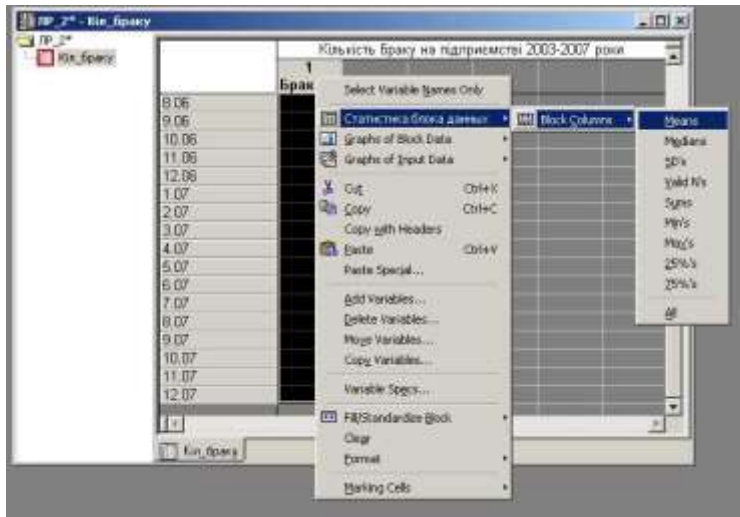 ЛР_2* - Кіл_браку
ЛР_2*
Кіл_браку
Кількість браку на підприємстві 2003-2007 роки
1
Брак
8.06
9.06
10.06
11.06
12.06
1.07
2.07
3.07
4.07
5.07
6.07
7.07
8.07
9.07
10.07
11.07
12.07
Select Variable Names Only
Статистика блока данных
Graphs of Block Data
Graphs of Input Data
Cut Ctrl+X
Copy Ctrl+C
Copy with Headers
Paste Ctrl+V
Paste Special...
Add Variables...
Delete Variables...
Move Variables...
Copy Variables...
Variable Specs...
Fill/Standardize Block
Clear
Format
Marking Cells
Block Columns
Means
Medians
SD's
Valid N's
Sums
Min's
Max's
25%'s
75%'s
All
Кіл_браку